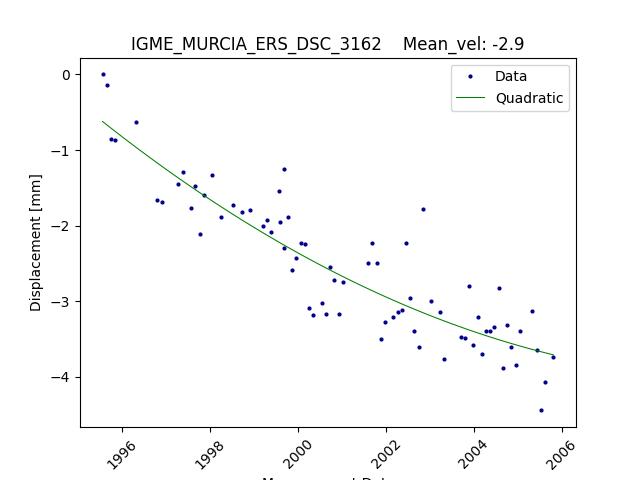 IGME_MURCIA_ERS_DSC_3162    Mean_vel: -2.9
Data
Quadratic
Displacement [mm]
0
−1
−2
−3
−4
1996
1998
2000
2002
2004
2006